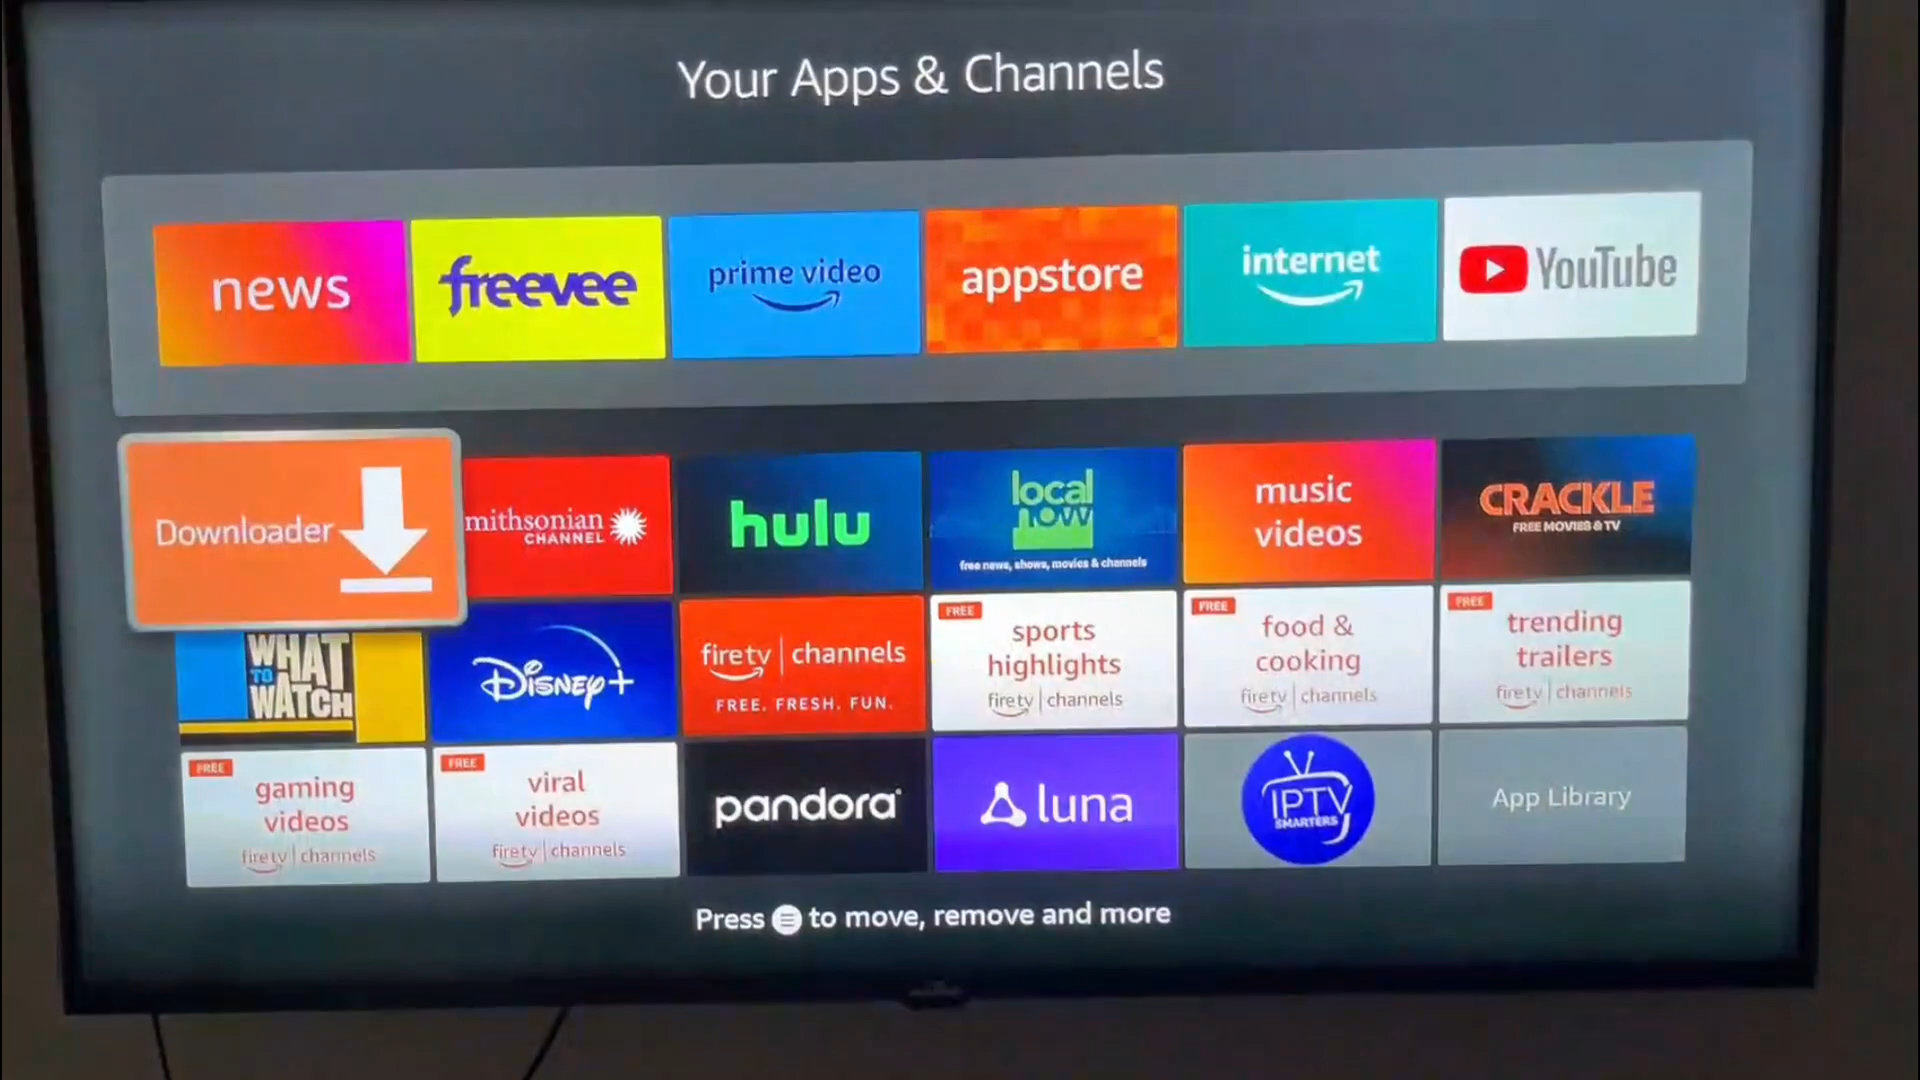 Your Apps & Channels
news
freevee
prime video
appstore
internet
YouTube
Downloader
mithsonian
CHANNEL
hulu
local
now
free news, shows, movies & channels
music
videos
CRACKLE
FREE MOVIES & TV
WHAT
TO
WATCH
Disney+
firetv | channels
FREE. FRESH. FUN.
FREE
sports
highlights
firetv | channels
FREE
food &
cooking
firetv | channels
FREE
trending
trailers
firetv | channels
FREE
gaming
videos
firetv | channels
FREE
viral
videos
firetv | channels
pandora
luna
IPTV
SMARTERS
App Library
Press to move, remove and more